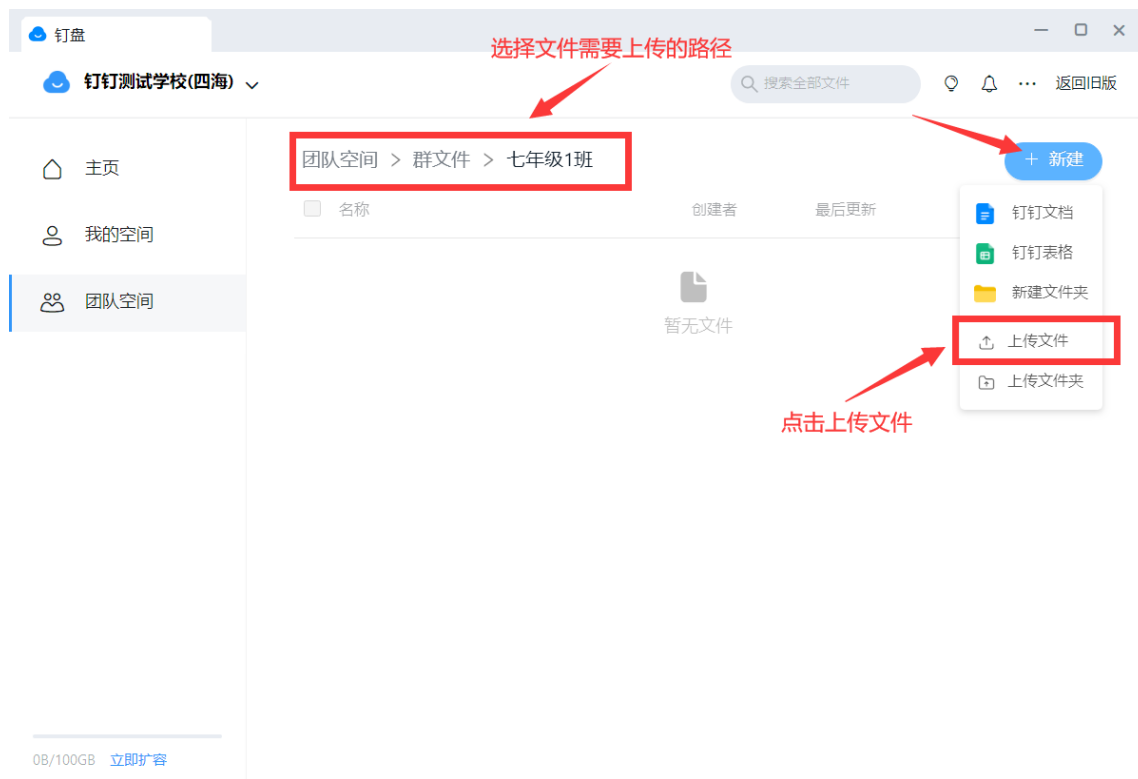 钉盘
选择文件需要上传的路径
钉钉测试学校(四海)
搜索全部文件
返回旧版
主页
我的空间
团队空间
团队空间 > 群文件 > 七年级1班
+ 新建
名称 创建者 最后更新
钉钉文档
钉钉表格
新建文件夹
上传文件
上传文件夹
暂无文件
点击上传文件
0B/100GB 立即扩容